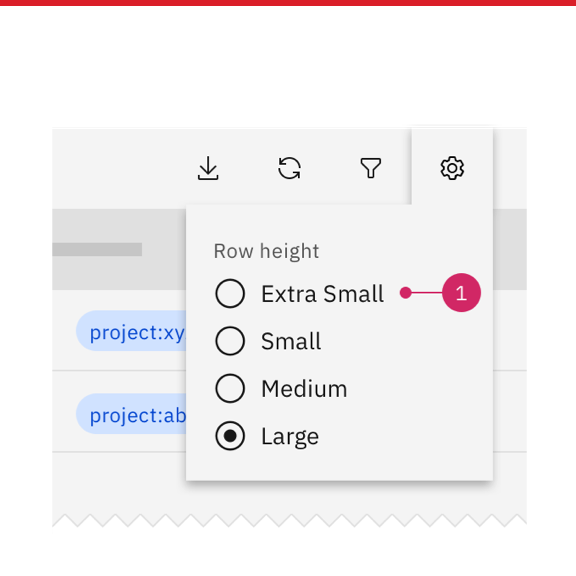 Row height
Extra Small
1
Small
project:xy
Medium
project:ab
Large